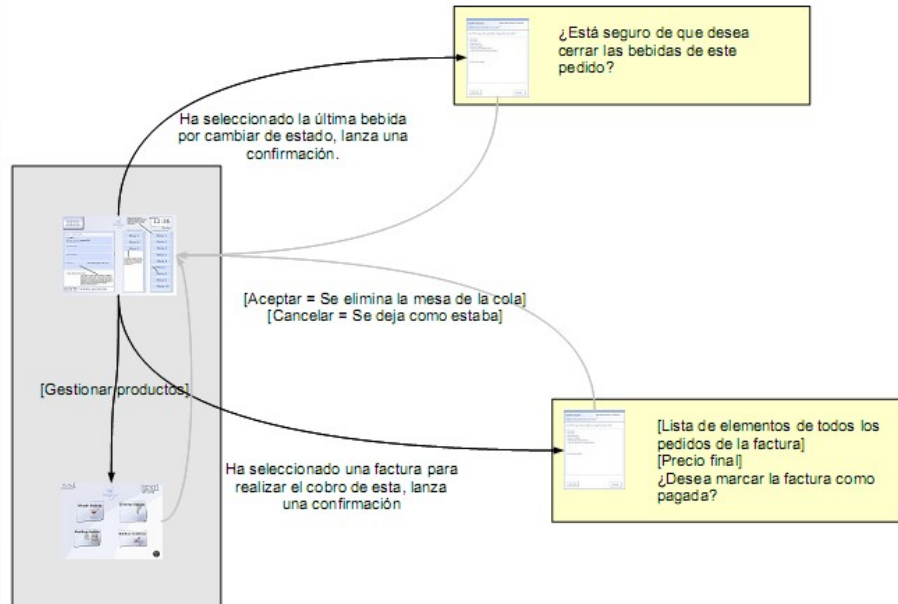 ¿Está seguro de que desea
cerrar las bebidas de este
pedido?
Ha seleccionado la última bebida
por cambiar de estado, lanza una
confirmación.
[Aceptar = Se elimina la mesa de la cola]
[Cancelar = Se deja como estaba]
[Gestionar productos]
[Lista de elementos de todos los
pedidos de la factura]
[Precio final]
¿Desea marcar la factura como
pagada?
Ha seleccionado una factura para
realizar el cobro de esta, lanza
una confirmación